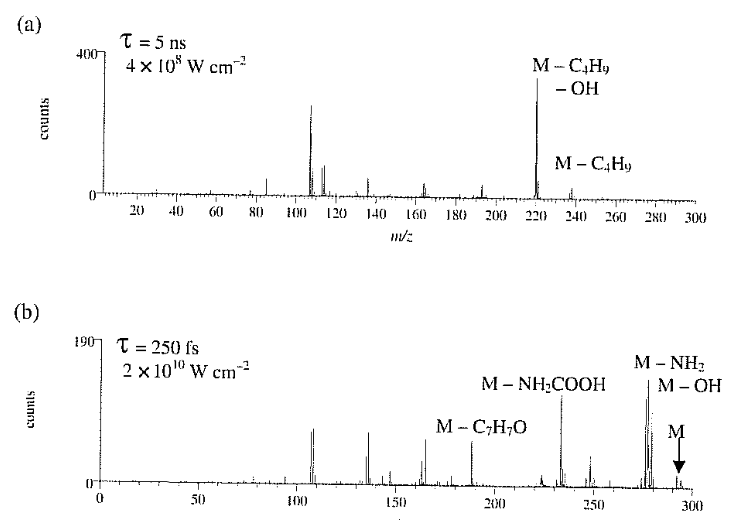 (a)
τ = 5 ns
4 × 10⁸ W cm⁻²
400
counts
0
M – C₄H₉
– OH
M – C₄H₉
20 40 60 80 100 120 140 160 180 200 220 240 260 280 300
m/z
(b)
τ = 250 fs
2 × 10¹⁰ W cm⁻²
190
counts
0
M – NH₂
M – NH₂COOH
M – OH
M – C₇H₇O
M
0 50 100 150 200 250 300